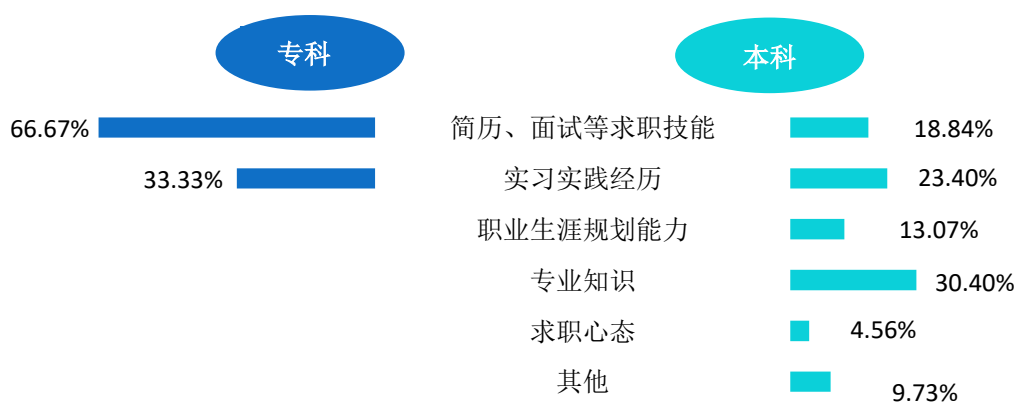 专科
本科
66.67% 简历、面试等求职技能 18.84%
33.33% 实习实践经历 23.40%
职业生涯规划能力 13.07%
专业知识 30.40%
求职心态 4.56%
其他 9.73%